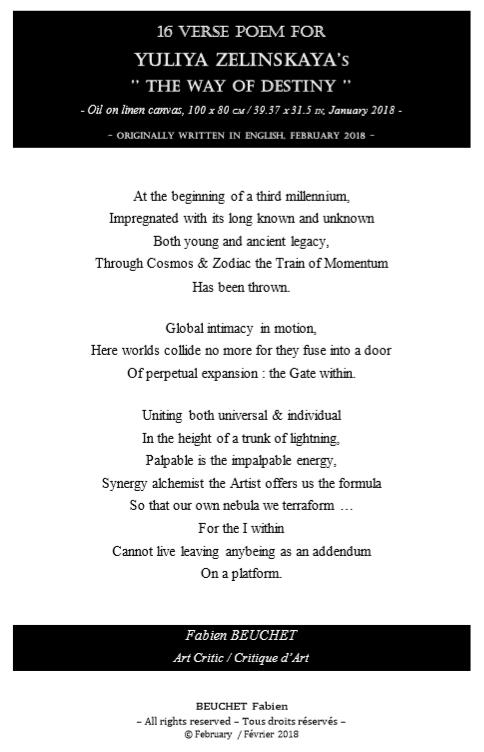 16 VERSE POEM FOR
YULIYA ZELINSKAYA's
" THE WAY OF DESTINY "
- Oil on linen canvas, 100 x 80 CM / 39.37 x 31.5 IN, January 2018 -
– ORIGINALLY WRITTEN IN ENGLISH, FEBRUARY 2018 –
At the beginning of a third millennium,
Impregnated with its long known and unknown
Both young and ancient legacy,
Through Cosmos & Zodiac the Train of Momentum
Has been thrown.
Global intimacy in motion,
Here worlds collide no more for they fuse into a door
Of perpetual expansion : the Gate within.
Uniting both universal & individual
In the height of a trunk of lightning,
Palpable is the impalpable energy,
Synergy alchemist the Artist offers us the formula
So that our own nebula we terraform …
For the I within
Cannot live leaving anybeing as an addendum
On a platform.
Fabien BEUCHET
Art Critic / Critique d'Art
BEUCHET Fabien
– All rights reserved – Tous droits réservés –
© February / Février 2018